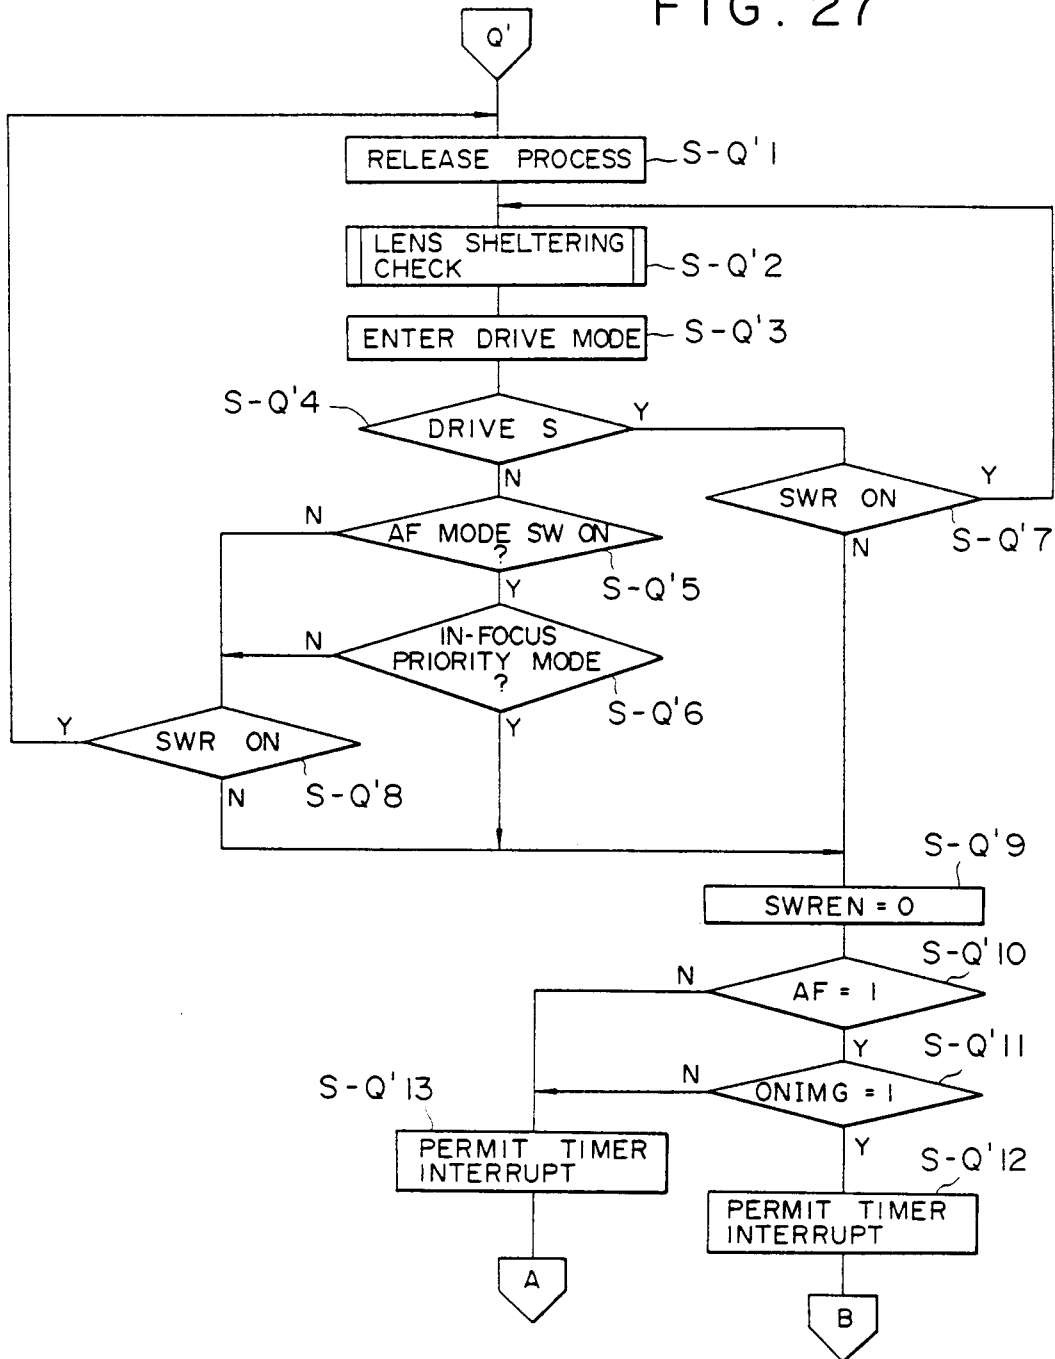 FIG. 27
Q'
RELEASE PROCESS
S-Q'1
LENS SHELTERING
CHECK
S-Q'2
ENTER DRIVE MODE
S-Q'3
S-Q'4
DRIVE S
Y
N
SWR ON
Y
S-Q'7
N
N
AF MODE SW ON
?
S-Q'5
Y
N
IN-FOCUS
PRIORITY MODE
?
S-Q'6
Y
Y
SWR ON
S-Q'8
N
S-Q'9
SWREN = 0
S-Q'10
N
AF = 1
Y
S-Q'11
N
ONIMG = 1
Y
S-Q'13
PERMIT TIMER
INTERRUPT
S-Q'12
PERMIT TIMER
INTERRUPT
A
B